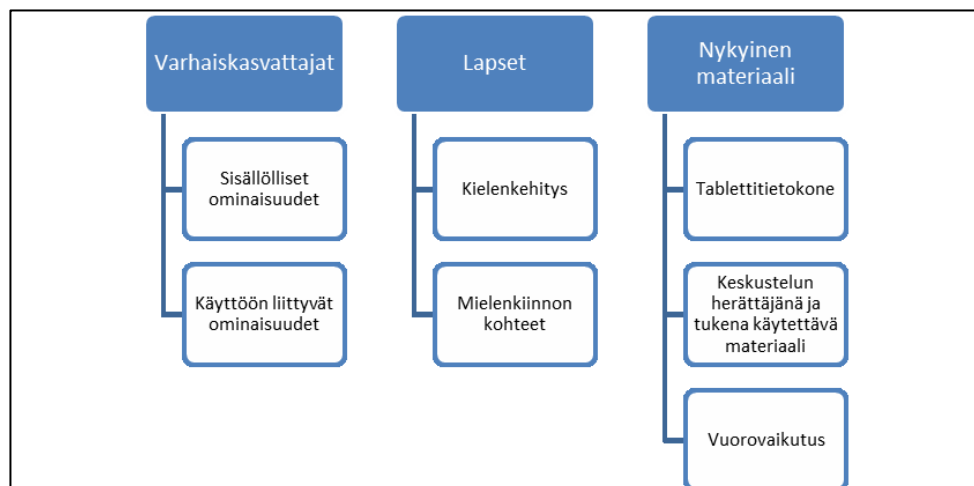 Varhaiskasvattajat
Sisällölliset
ominaisuudet
Käyttöön liittyvät
ominaisuudet
Lapset
Kielenkehitys
Mielenkiinnon
kohteet
Nykyinen
materiaali
Tablettitietokone
Keskustelun
herättäjänä ja
tukena käytettävä
materiaali
Vuorovaikutus